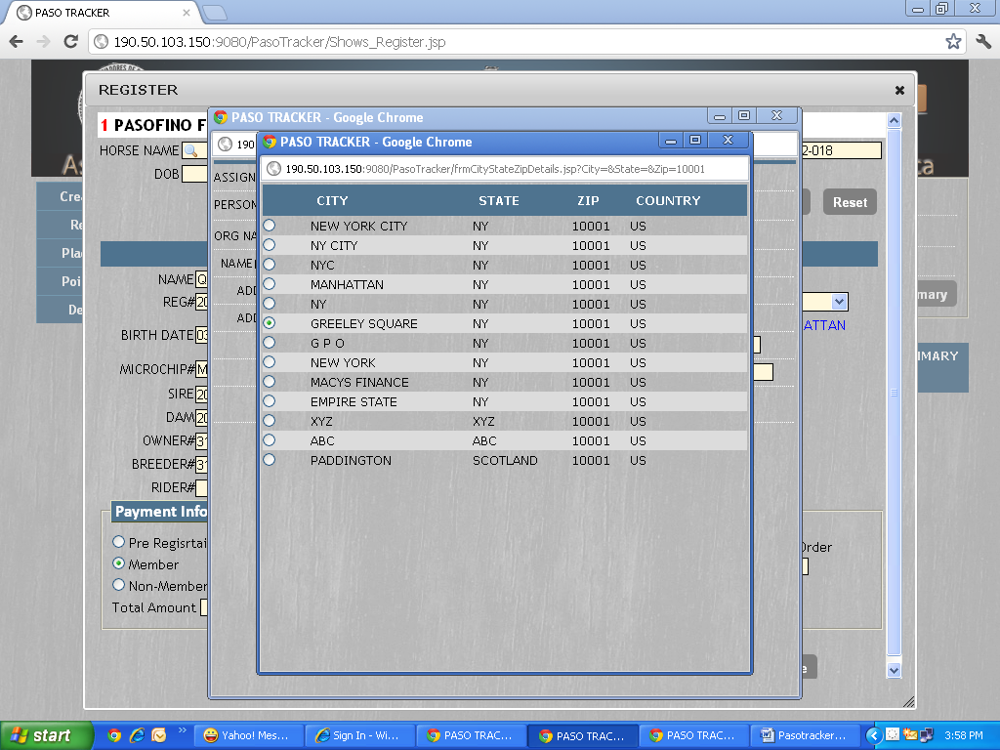 PASO TRACKER
190.50.103.150:9080/PasoTracker/Shows_Register.jsp
REGISTER
1 PASOFINO F
HORSE NAME
2-018
DOB
Reset
NAME
REG# 20
BIRTH DATE 03
MICROCHIP# M
SIRE 20
DAM 20
OWNER# 31
BREEDER# 31
RIDER#
ATTAN
Payment Info
Pre Regisrtai
Member
Non-Member
Total Amount
Order
As
ta
Crea
Re
Pla
Poi
De
mary
MMARY
PASO TRACKER - Google Chrome
190
ASSIGN
PERSON
ORG NA
NAME
ADD
ADD
PASO TRACKER - Google Chrome
190.50.103.150:9080/PasoTracker/frmCityStateZipDetails.jsp?City=&State=&Zip=10001
CITY STATE ZIP COUNTRY
NEW YORK CITY NY 10001 US
NY CITY NY 10001 US
NYC NY 10001 US
MANHATTAN NY 10001 US
NY NY 10001 US
GREELEY SQUARE NY 10001 US
G P O NY 10001 US
NEW YORK NY 10001 US
MACYS FINANCE NY 10001 US
EMPIRE STATE NY 10001 US
XYZ XYZ 10001 US
ABC ABC 10001 US
PADDINGTON SCOTLAND 10001 US
start
Yahoo! Mes...
Sign In - Wi...
PASO TRAC...
PASO TRAC...
PASO TRAC...
Pasotracker...
3:58 PM